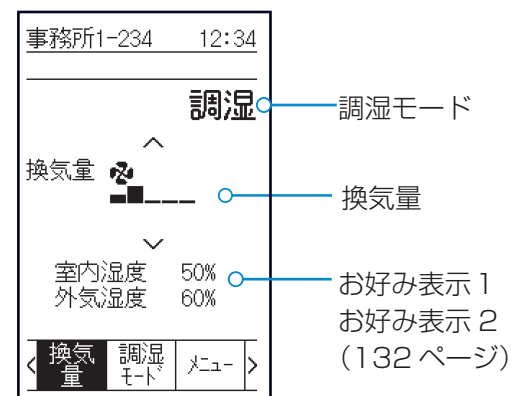 事務所1-234 12:34
調湿
換気量
室内湿度 50%
外気湿度 60%
< 換気量 調湿ﾓｰﾄﾞ ﾒﾆｭｰ >
調湿モード
換気量
お好み表示1
お好み表示2
（132 ページ）